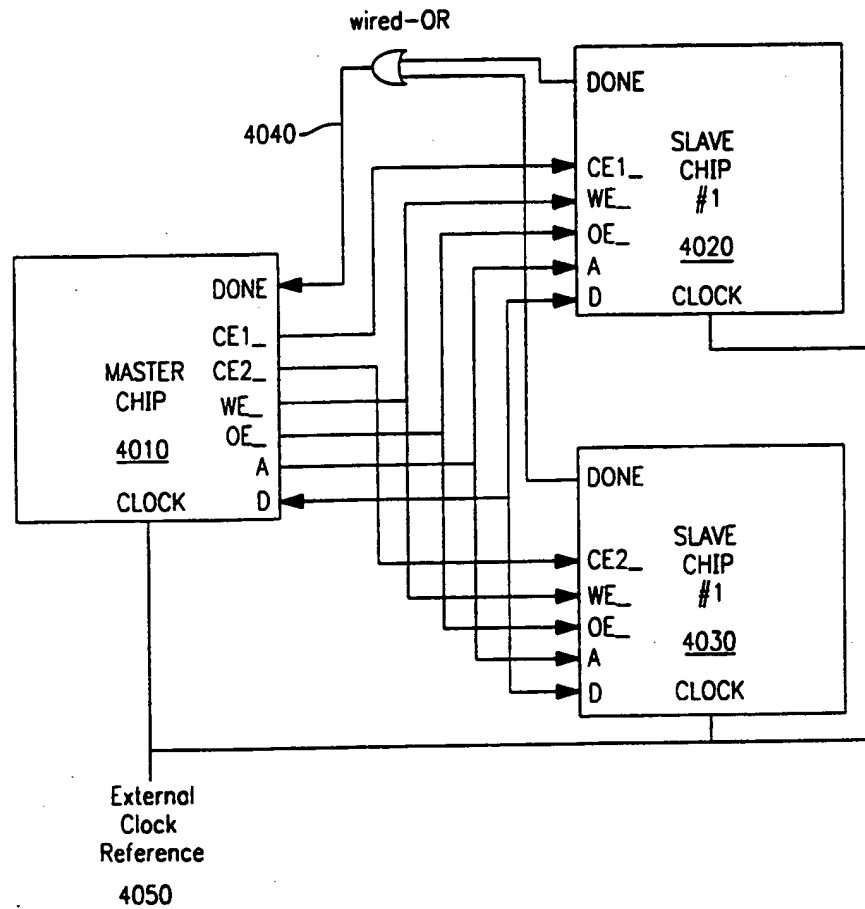 wired-OR
4040
DONE
SLAVE
CHIP
#1
4020
CE1_
WE_
OE_
A
D
CLOCK
MASTER
CHIP
4010
CLOCK
DONE
CE1_
CE2_
WE_
OE_
A
D
DONE
SLAVE
CHIP
#1
4030
CE2_
WE_
OE_
A
D
CLOCK
External
Clock
Reference
4050